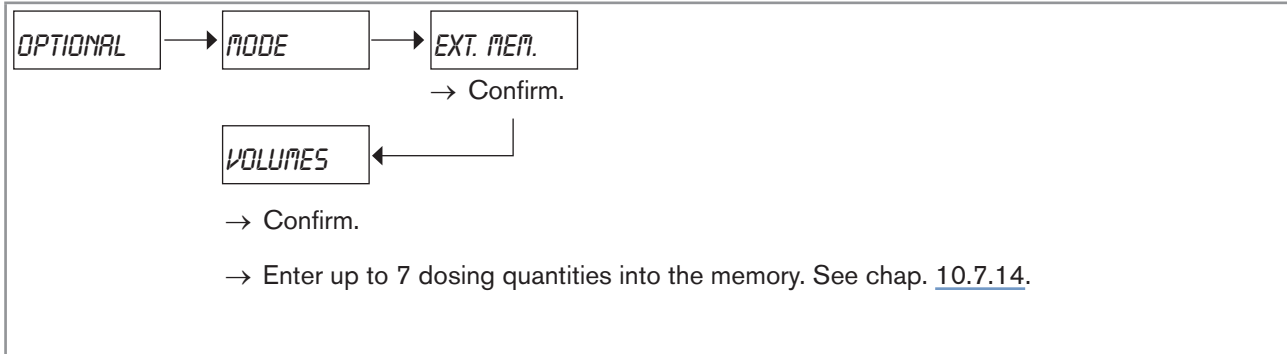 OPTIONAL
MODE
EXT. MEM.
→ Confirm.
VOLUMES
→ Confirm.
→ Enter up to 7 dosing quantities into the memory. See chap. 10.7.14.